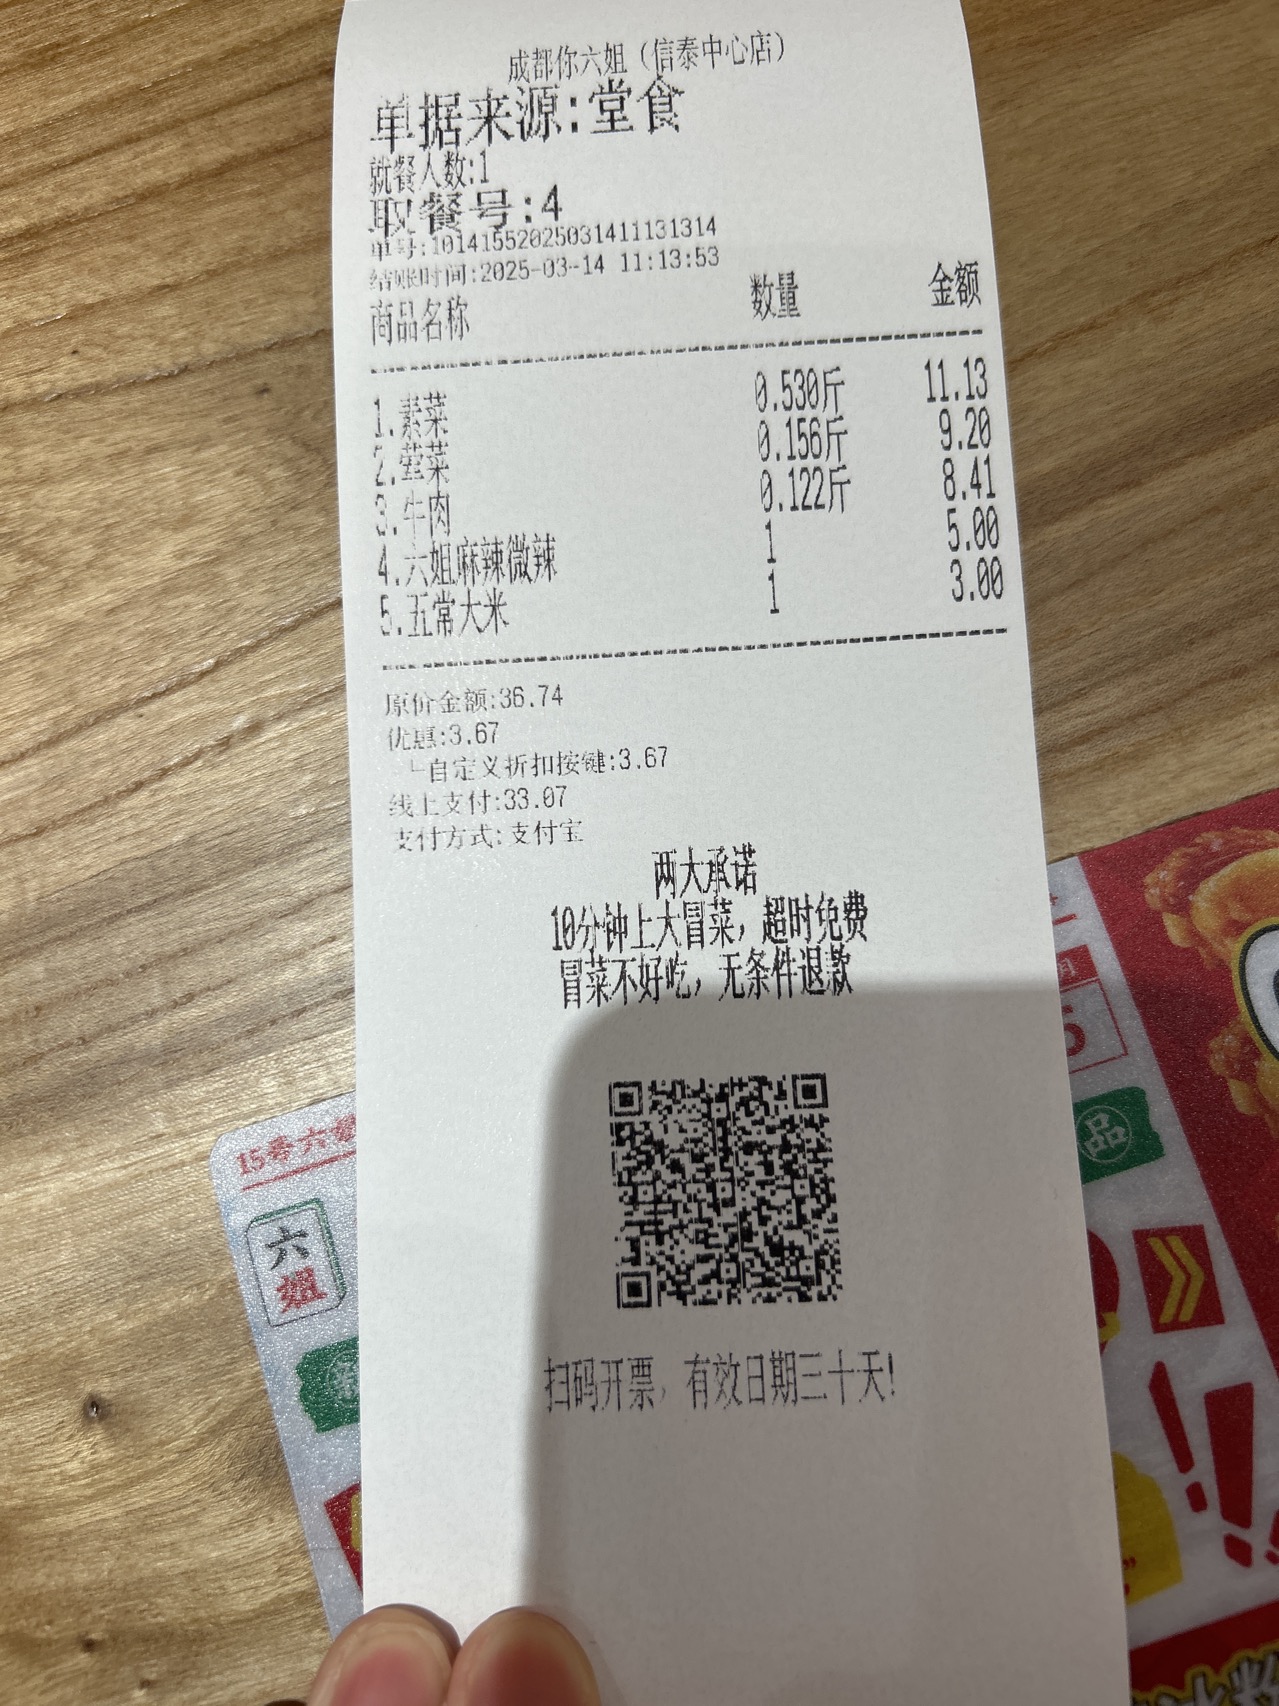 成都你六姐（信泰中心店）
单据来源:堂食
就餐人数:1
取餐号:4
单号:10141552025031411131314
结账时间:2025-03-14 11:13:53
商品名称 数量 金额
1.素菜 0.530斤 11.13
2.荤菜 0.156斤 9.20
3.牛肉 0.122斤 8.41
4.六姐麻辣微辣 1 5.00
5.五常大米 1 3.00
原价金额:36.74
优惠:3.67
└自定义折扣按键:3.67
线上支付:33.07
支付方式:支付宝
两大承诺
10分钟上大冒菜，超时免费
冒菜不好吃，无条件退款
扫码开票，有效日期三十天!
15号六
六
姐
月
5
品